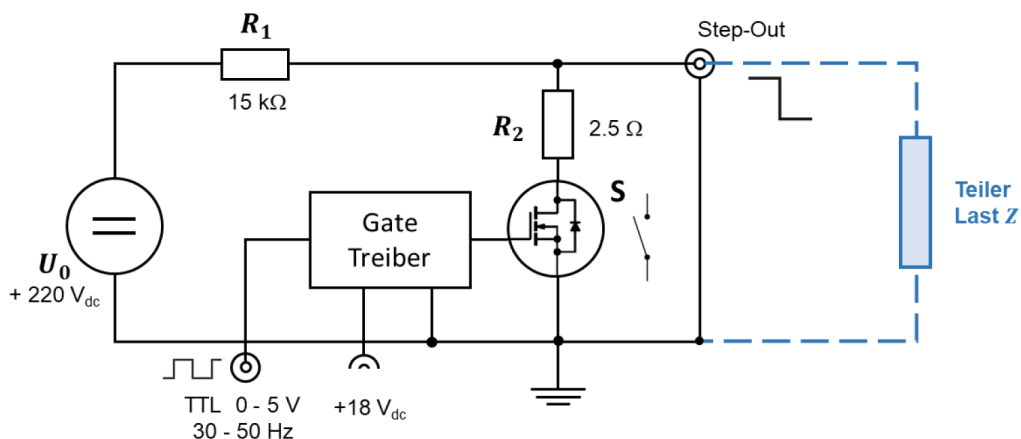 R₁
15 kΩ
Step-Out
R₂
2.5 Ω
S
Gate
Treiber
U₀
+ 220 Vdc
Teiler
Last Z
TTL 0 - 5 V
30 - 50 Hz
+18 Vdc